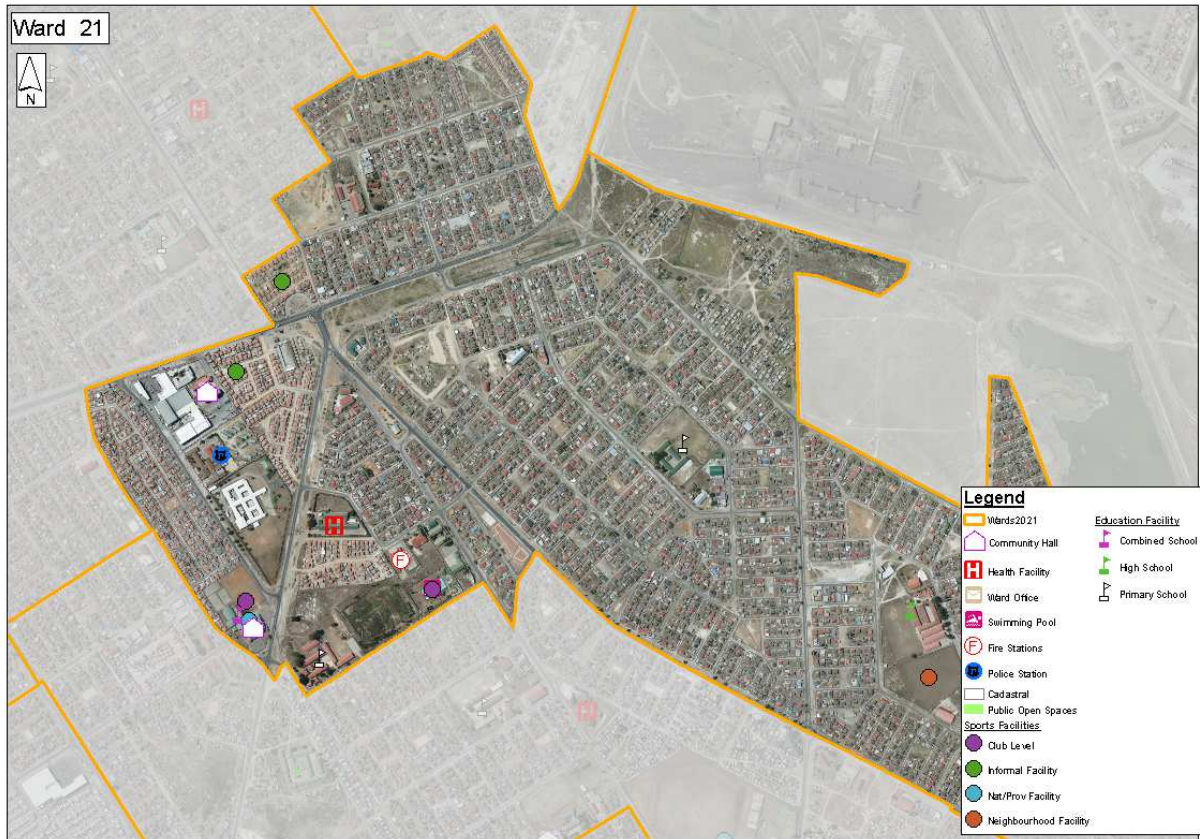 Ward 21
N
H
F
H
H
Legend
Wards2021
Community Hall
H Health Facility
Ward Office
Swimming Pool
F Fire Stations
Police Station
Cadastral
Public Open Spaces
Sports Facilities
Club Level
Informal Facility
Nat/Prov Facility
Neighbourhood Facility
Education Facility
Combined School
High School
Primary School